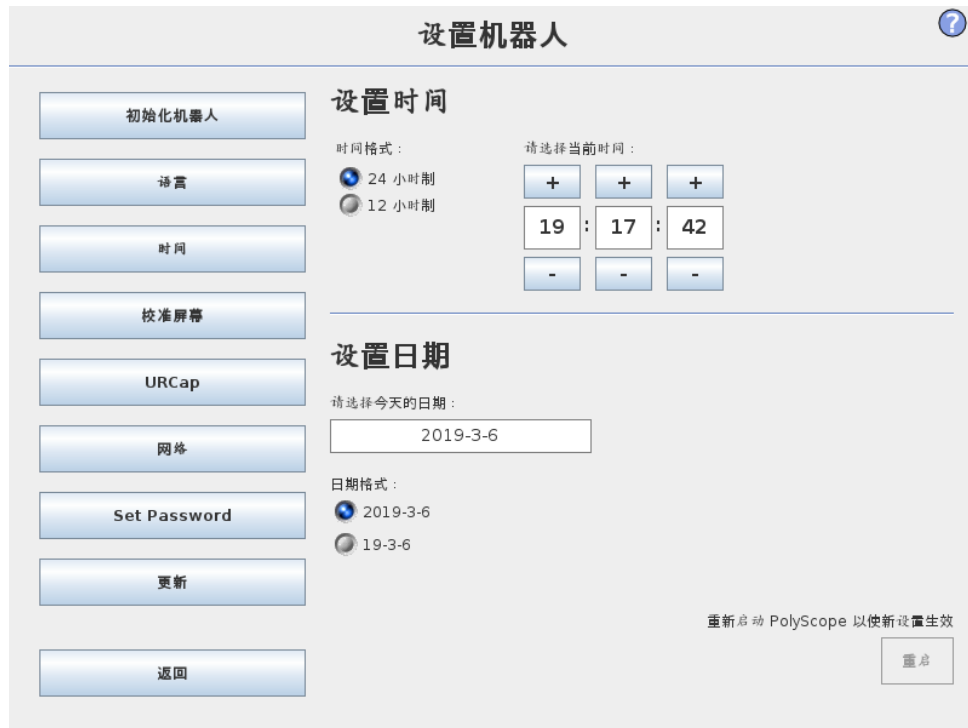 设置机器人
?
初始化机器人
语言
时间
校准屏幕
URCap
网络
Set Password
更新
返回
设置时间
时间格式：
24 小时制
12 小时制
请选择当前时间：
+ + +
19 : 17 : 42
- - -
设置日期
请选择今天的日期：
2019-3-6
日期格式：
2019-3-6
19-3-6
重新启动 PolyScope 以使新设置生效
重启